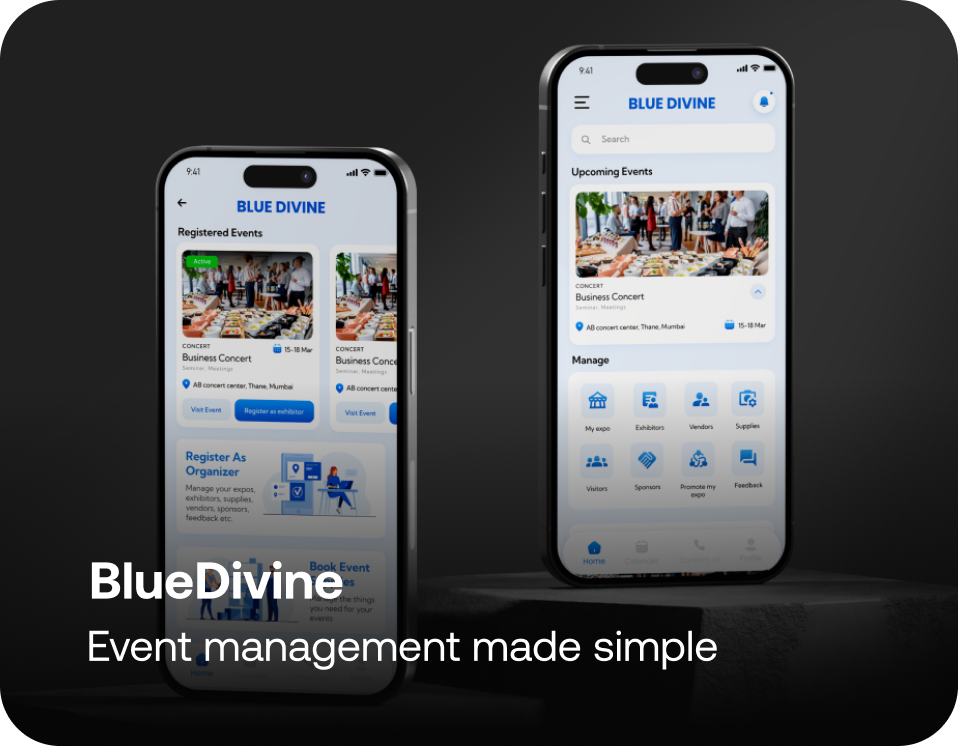 9:41
BLUE DIVINE
Registered Events
Active
CONCERT
15-18 Mar
Business Concert
Seminar, Meetings
AB concert center, Thane, Mumbai
Visit Event
Register as exhibitor
CONCERT
Business Conce
Seminar, Meetings
AB concert cente
Visit Event
Register As
Organizer
Manage your expos,
exhibitors, supplies,
vendors, sponsors,
feedback etc.
Book Event
the things
you need for your
events
Home
9:41
BLUE DIVINE
Search
Upcoming Events
CONCERT
Business Concert
Seminar, Meetings
AB concert center, Thane, Mumbai
15-18 Mar
Manage
My expo
Exhibitors
Vendors
Supplies
Visitors
Sponsors
Promote my
expo
Feedback
Home
Calendar
Profile
BlueDivine
Event management made simple